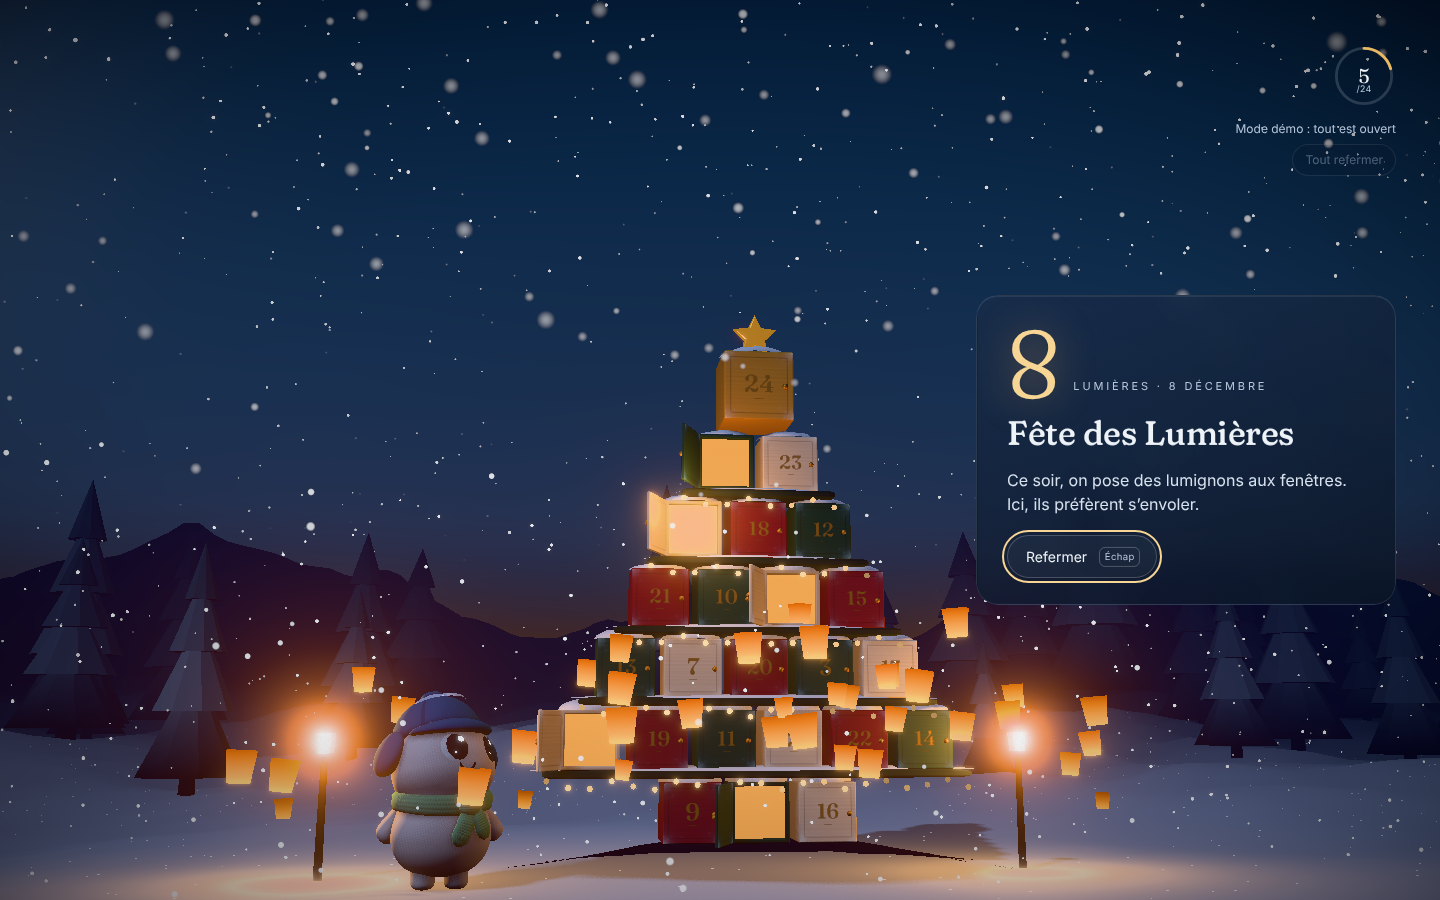 5
/24
Mode démo : tout est ouvert
Tout refermer
8
LUMIÈRES · 8 DÉCEMBRE
Fête des Lumières
Ce soir, on pose des lumignons aux fenêtres.
Ici, ils préfèrent s’envoler.
Refermer Échap
24
23
18 12
21 10 15
13 7 20
19 11 22 14
9 16